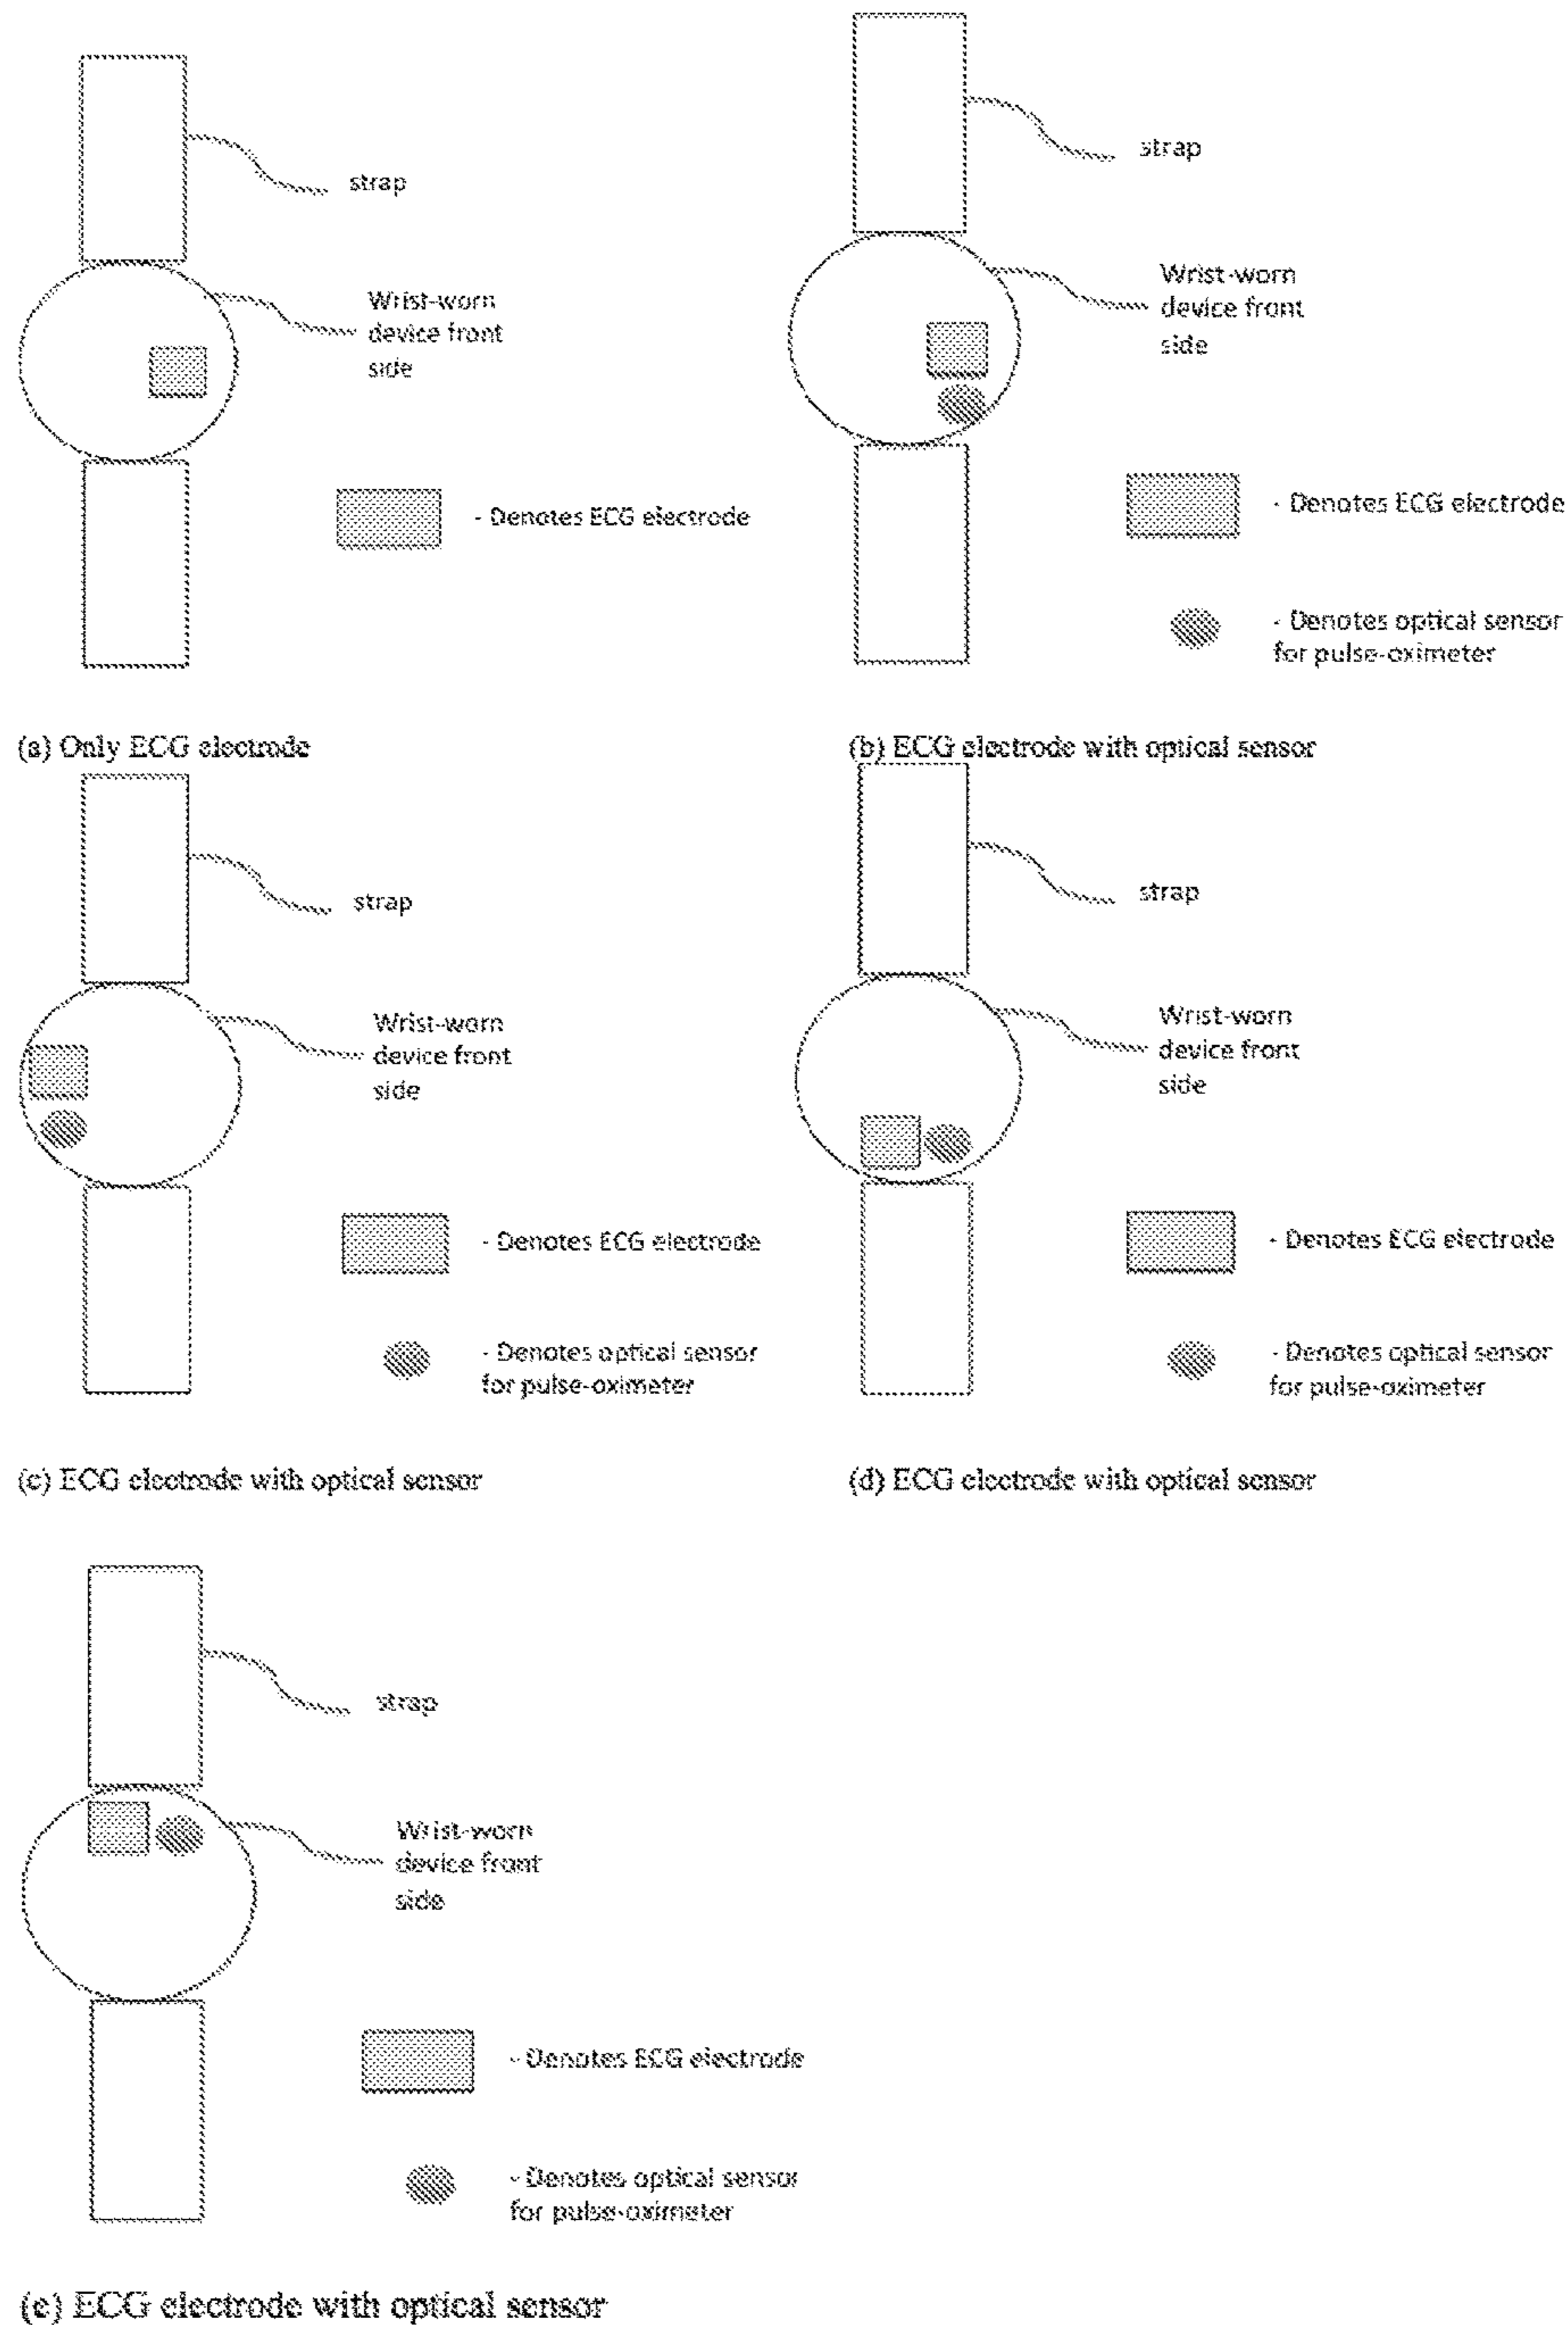 strap
Wrist-worn
device front
side
- Denotes ECG electrode
(a) Only ECG electrode
strap
Wrist-worn
device front
side
- Denotes ECG electrode
- Denotes optical sensor
for pulse-oximeter
(b) ECG electrode with optical sensor
strap
Wrist-worn
device front
side
- Denotes ECG electrode
- Denotes optical sensor
for pulse-oximeter
(c) ECG electrode with optical sensor
strap
Wrist-worn
device front
side
- Denotes ECG electrode
- Denotes optical sensor
for pulse-oximeter
(d) ECG electrode with optical sensor
strap
Wrist-worn
device front
side
- Denotes ECG electrode
- Denotes optical sensor
for pulse-oximeter
(e) ECG electrode with optical sensor